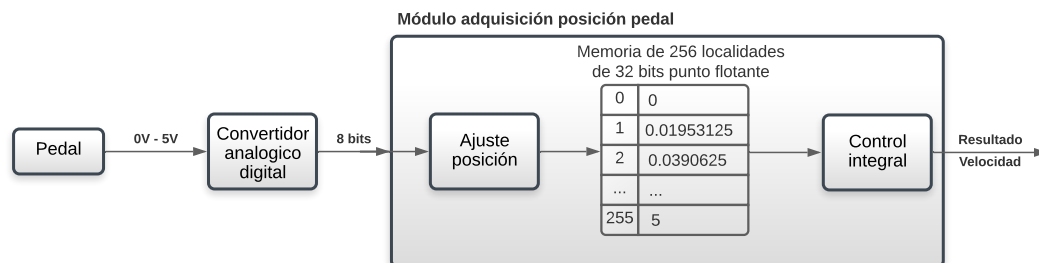 Módulo adquisición posición pedal
Memoria de 256 localidades
de 32 bits punto flotante
Pedal
0V - 5V
Convertidor
analogico
digital
8 bits
Ajuste
posición
0 0
1 0.01953125
2 0.0390625
... ...
255 5
Control
integral
Resultado
Velocidad